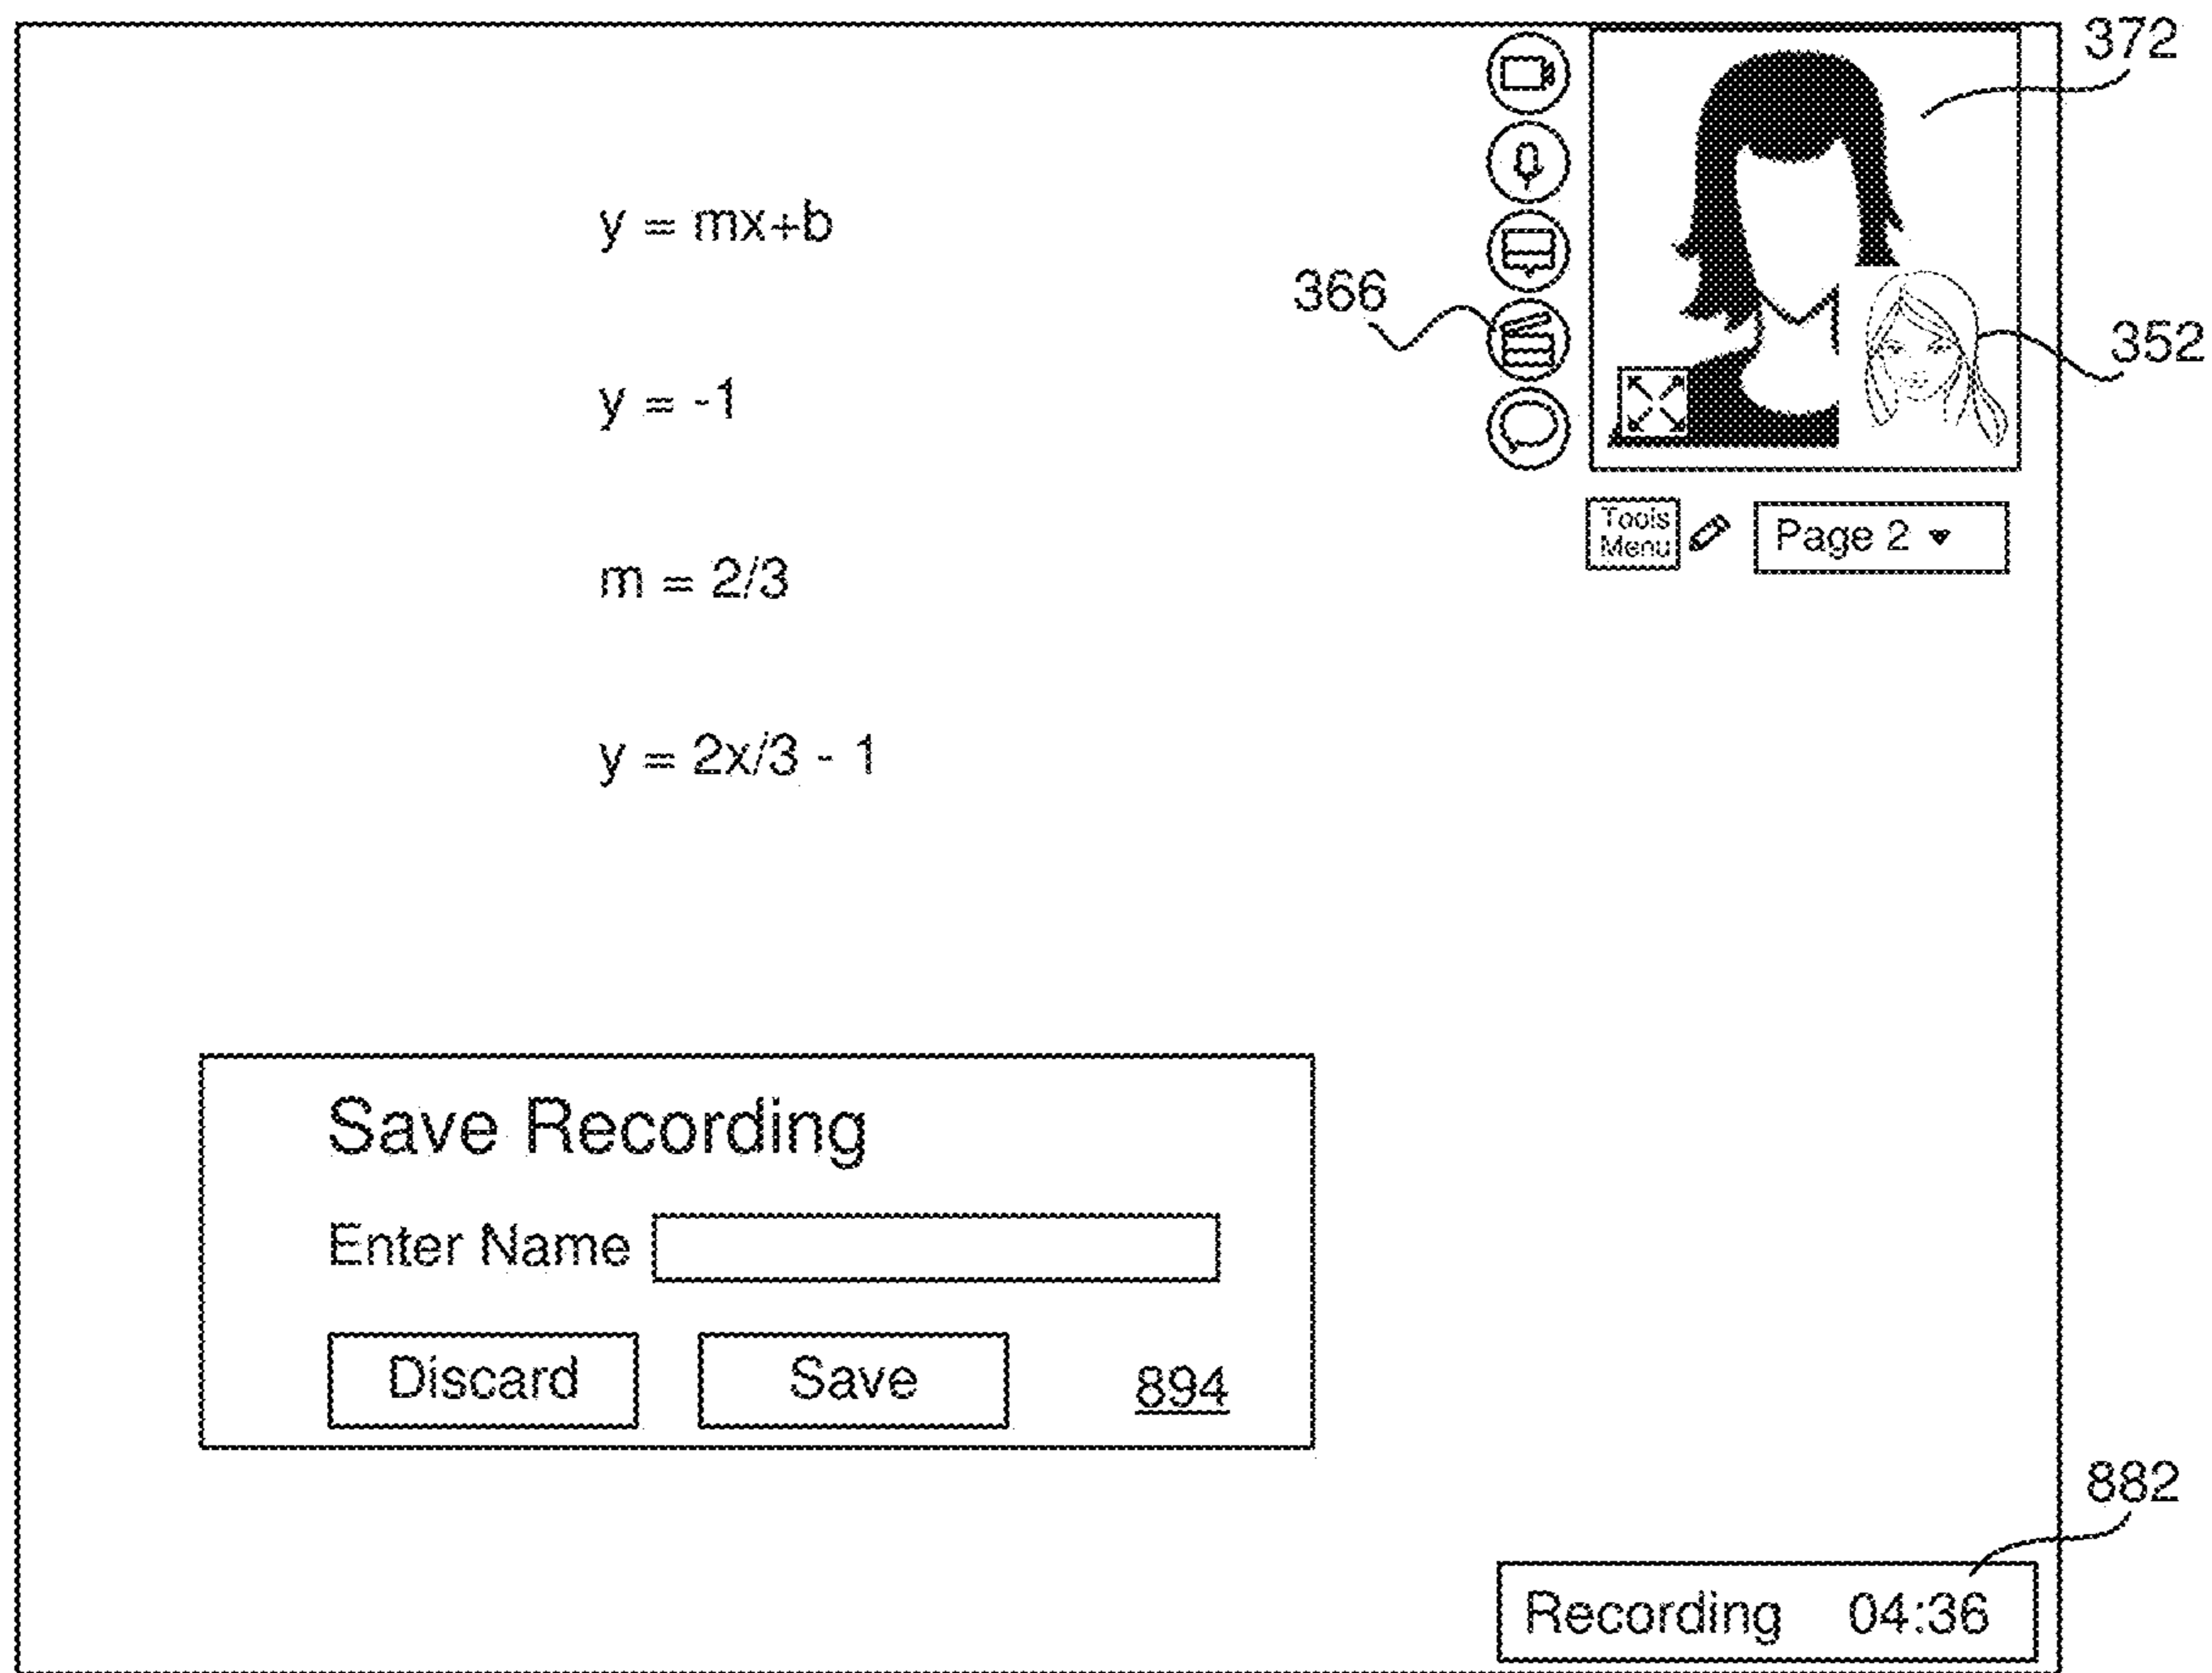 372
y = mx+b
366
352
y = -1
Tools
Menu
Page 2
m = 2/3
y = 2x/3 - 1
Save Recording
Enter Name
Discard Save 894
882
Recording 04:36